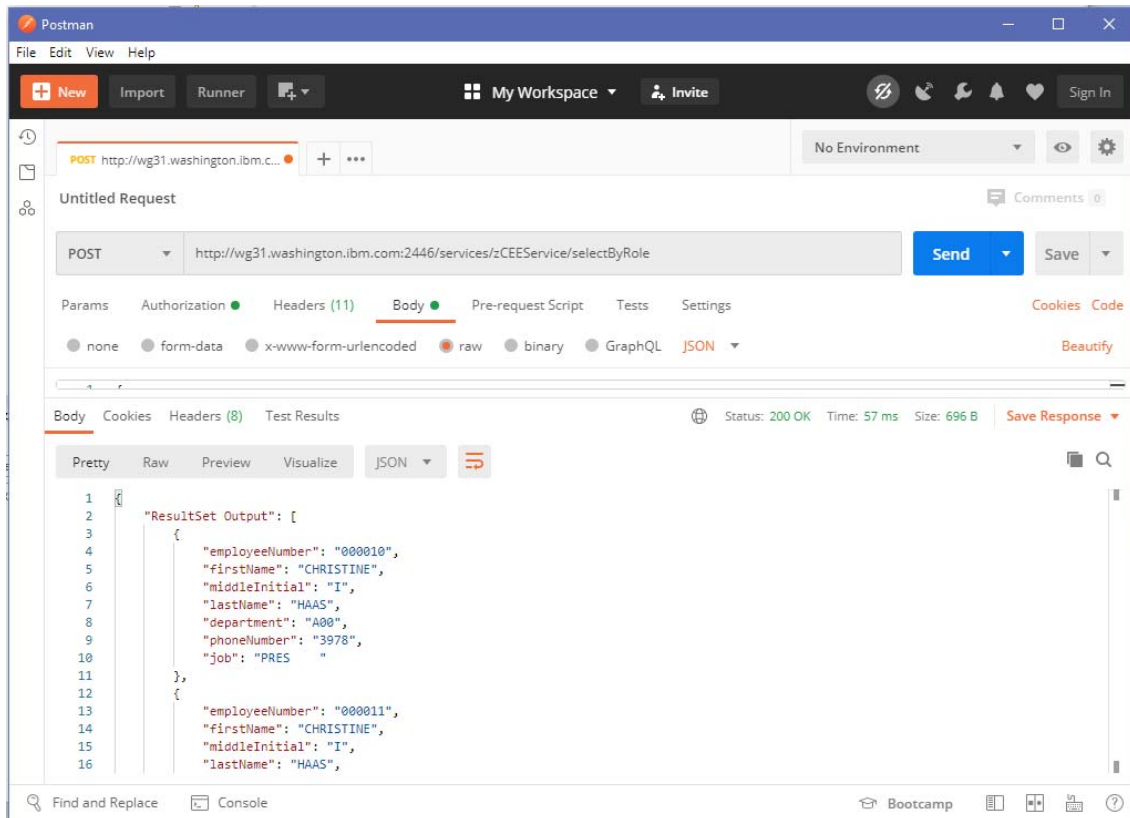 Postman
File Edit View Help
New Import Runner My Workspace Invite Sign In
POST http://wg31.washington.ibm.c... + ••• No Environment
Untitled Request Comments 0
POST http://wg31.washington.ibm.com:2446/services/zCEEService/selectByRole Send Save
Params Authorization Headers (11) Body Pre-request Script Tests Settings Cookies Code
none form-data x-www-form-urlencoded raw binary GraphQL JSON Beautify
Body Cookies Headers (8) Test Results Status: 200 OK Time: 57 ms Size: 696 B Save Response
Pretty Raw Preview Visualize JSON
1 {
2 "ResultSet Output": [
3 {
4 "employeeNumber": "000010",
5 "firstName": "CHRISTINE",
6 "middleInitial": "I",
7 "lastName": "HAAS",
8 "department": "A00",
9 "phoneNumber": "3978",
10 "job": "PRES    "
11 },
12 {
13 "employeeNumber": "000011",
14 "firstName": "CHRISTINE",
15 "middleInitial": "I",
16 "lastName": "HAAS",
Find and Replace Console Bootcamp